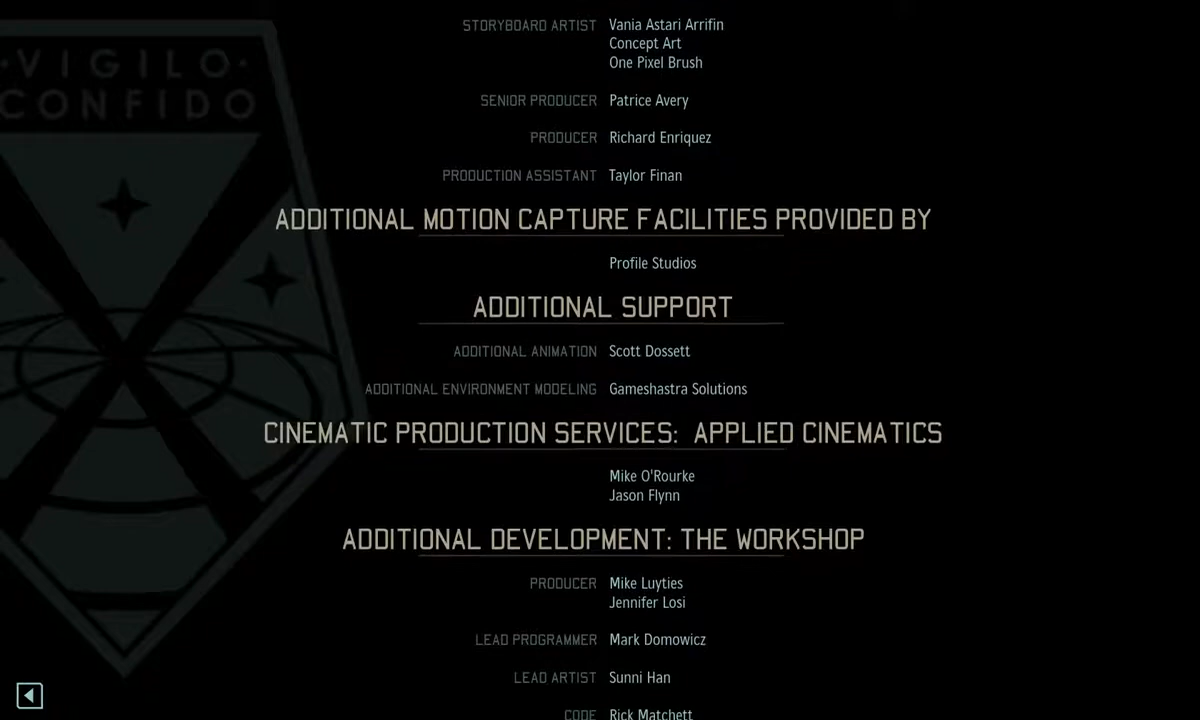 ·VIGILO·
CONFIDO
STORYBOARD ARTIST Vania Astari Arrifin
Concept Art
One Pixel Brush
SENIOR PRODUCER Patrice Avery
PRODUCER Richard Enriquez
PRODUCTION ASSISTANT Taylor Finan
ADDITIONAL MOTION CAPTURE FACILITIES PROVIDED BY
Profile Studios
ADDITIONAL SUPPORT
ADDITIONAL ANIMATION Scott Dossett
ADDITIONAL ENVIRONMENT MODELING Gameshastra Solutions
CINEMATIC PRODUCTION SERVICES: APPLIED CINEMATICS
Mike O'Rourke
Jason Flynn
ADDITIONAL DEVELOPMENT: THE WORKSHOP
PRODUCER Mike Luyties
Jennifer Losi
LEAD PROGRAMMER Mark Domowicz
LEAD ARTIST Sunni Han
CODE Rick Matchett